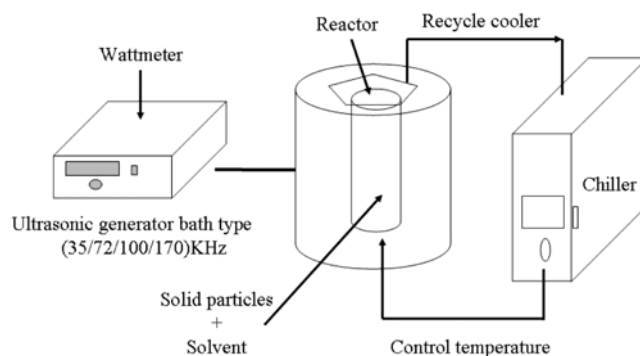 Reactor
Recycle cooler
Wattmeter
Chiller
Ultrasonic generator bath type
(35/72/100/170)KHz
Solid particles
+
Solvent
Control temperature